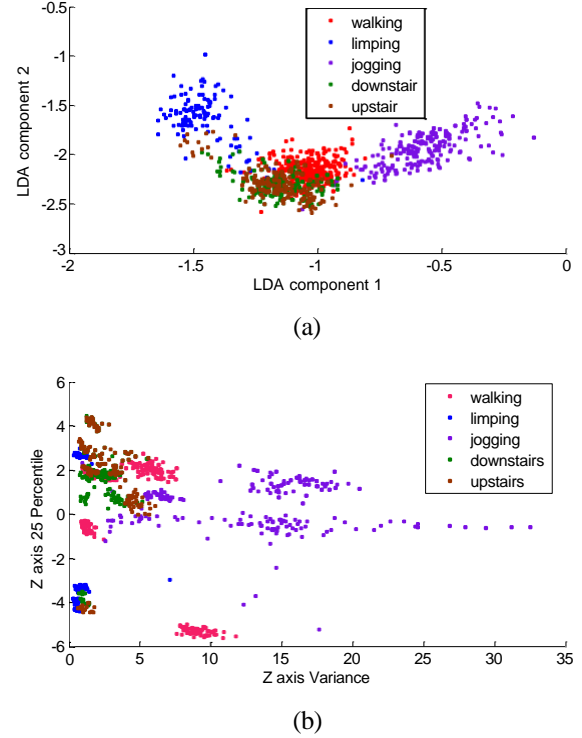 -0.5
walking
limping
jogging
downstair
upstair
-1
-1.5
-2
-2.5
-3
LDA component 2
-2
-1.5
-1
-0.5
0
LDA component 1
(a)
6
walking
limping
jogging
downstairs
upstairs
4
2
0
-2
-4
-6
Z axis 25 Percentile
0
5
10
15
20
25
30
35
Z axis Variance
(b)